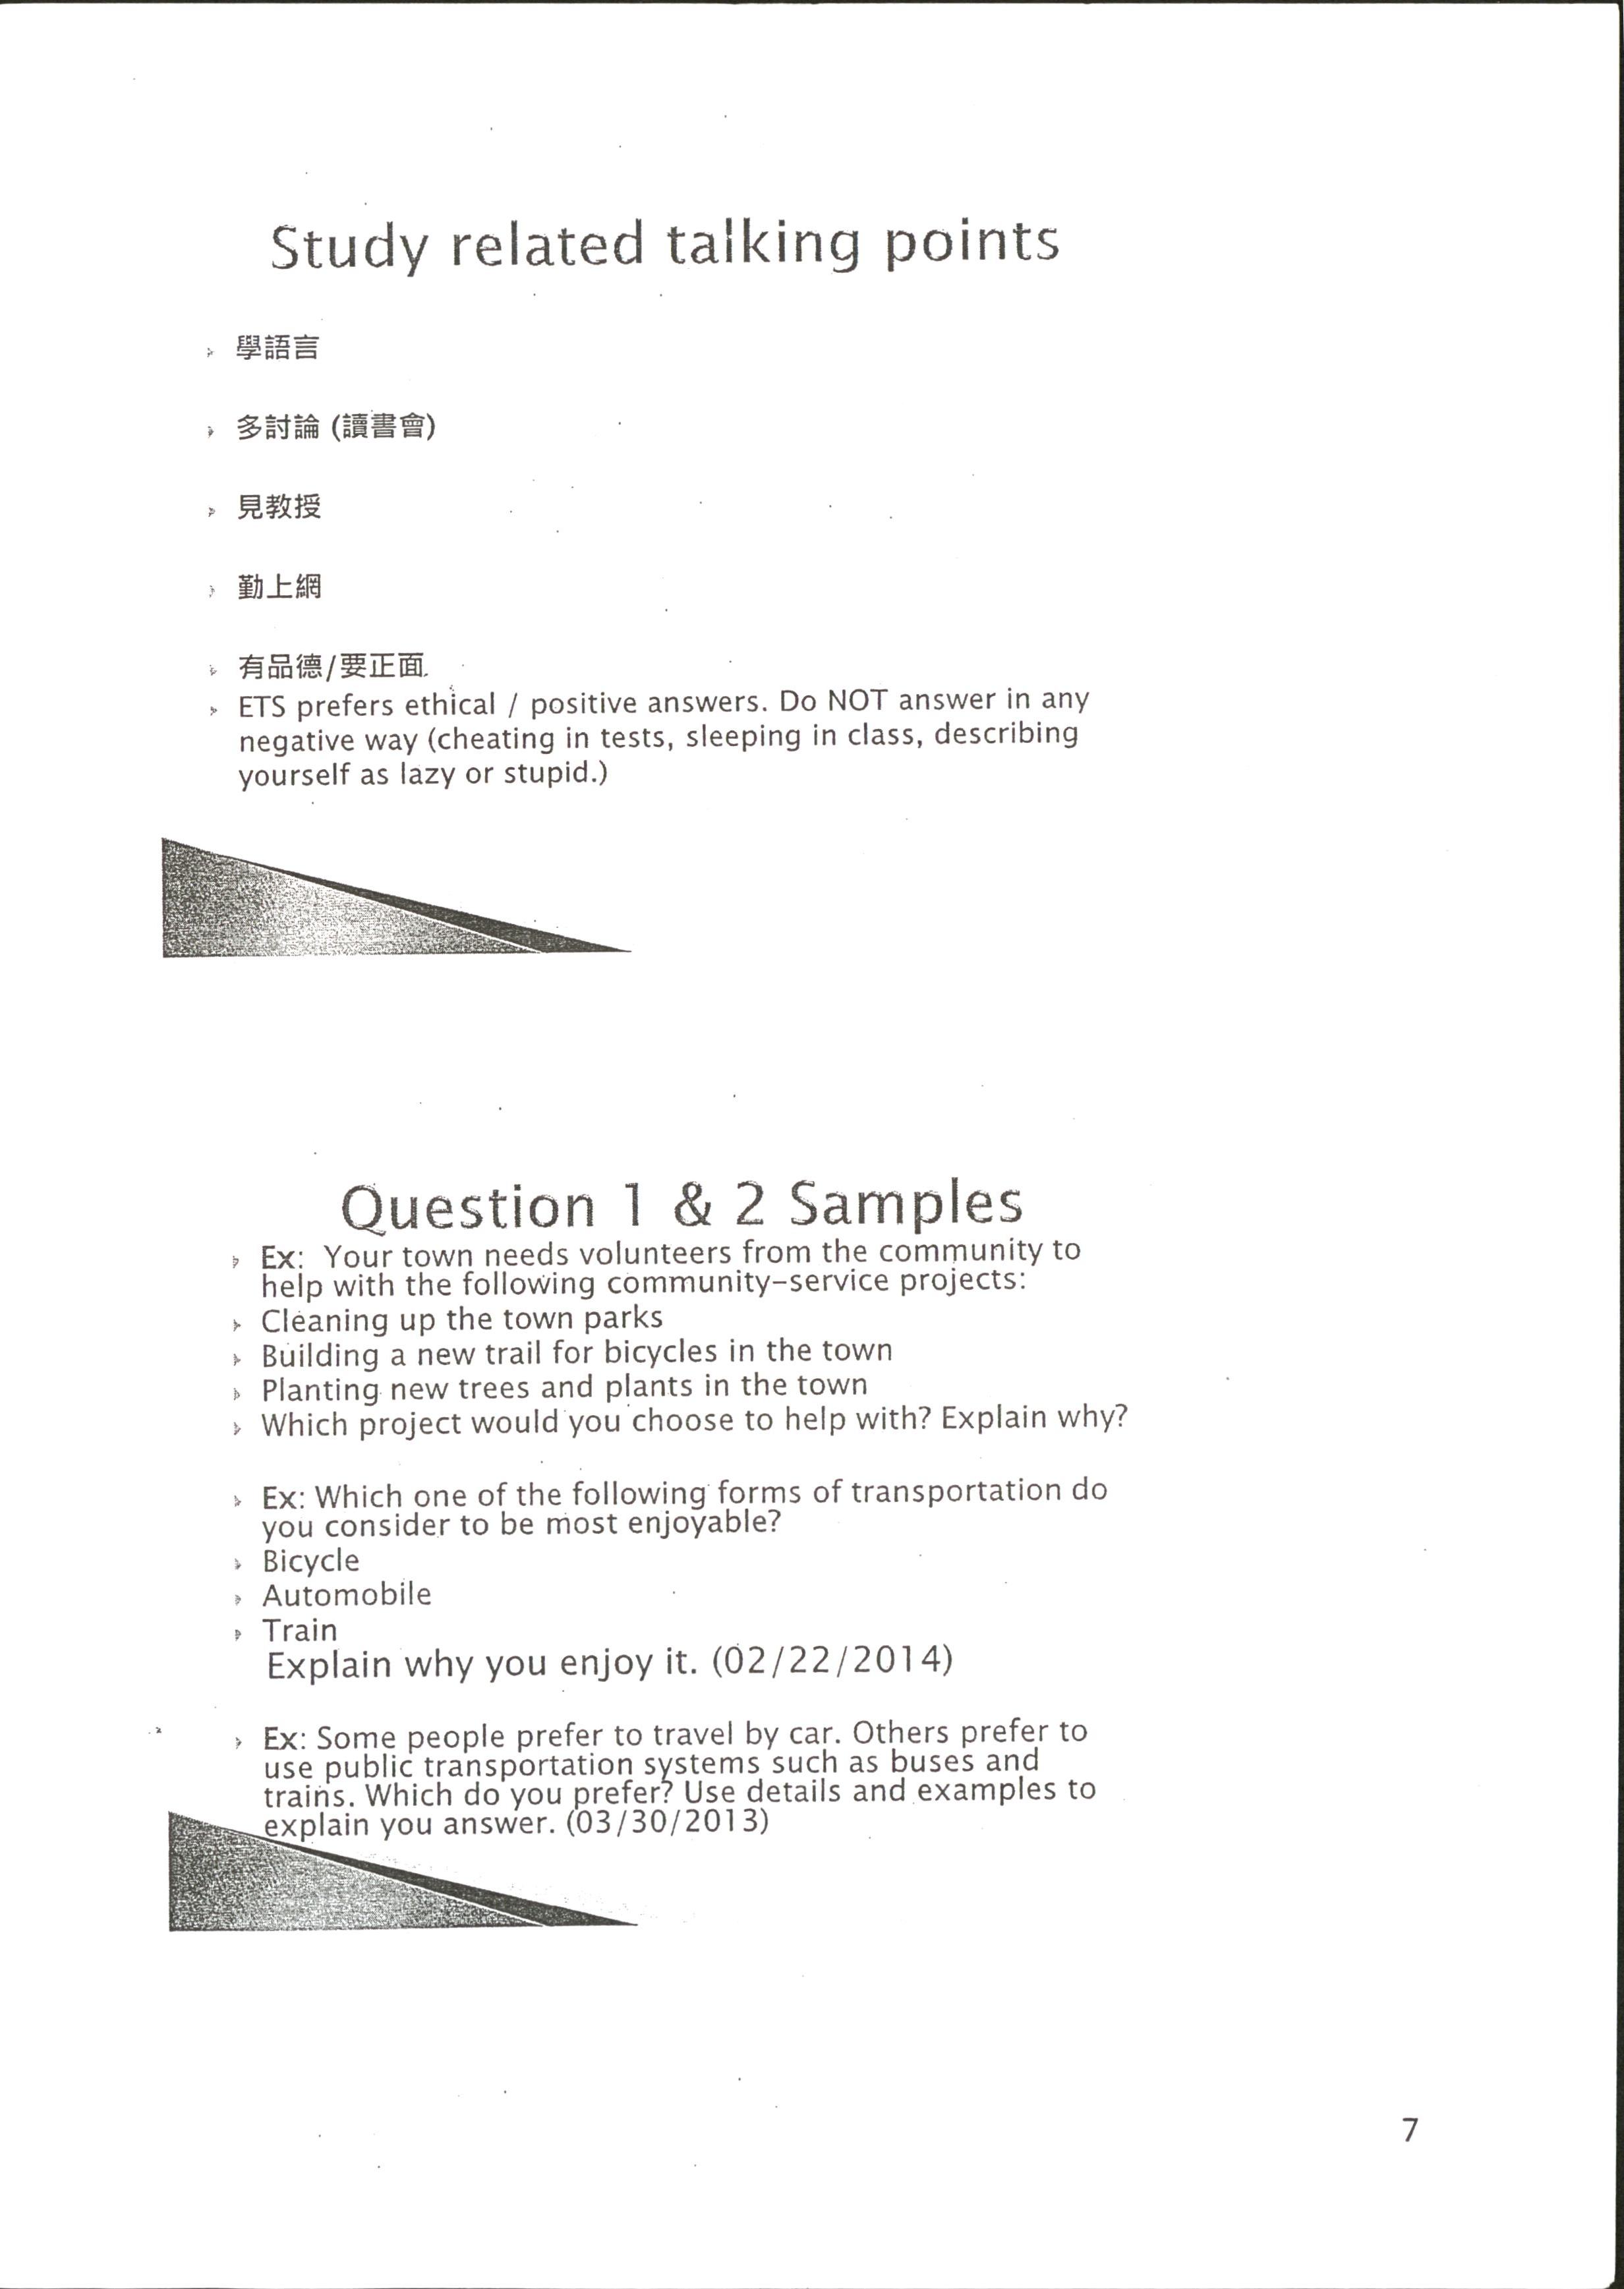 Study related talking points
學語言
多討論 (讀書會)
見教授
勤上網
有品德/要正面.
ETS prefers ethical / positive answers. Do NOT answer in any
negative way (cheating in tests, sleeping in class, describing
yourself as lazy or stupid.)
Question 1 & 2 Samples
Ex: Your town needs volunteers from the community to
help with the following community-service projects:
Cleaning up the town parks
Building a new trail for bicycles in the town
Planting new trees and plants in the town
Which project would you choose to help with? Explain why?
Ex: Which one of the following forms of transportation do
you consider to be most enjoyable?
Bicycle
Automobile
Train
Explain why you enjoy it. (02/22/2014)
Ex: Some people prefer to travel by car. Others prefer to
use public transportation systems such as buses and
trains. Which do you prefer? Use details and examples to
explain you answer. (03/30/2013)
7